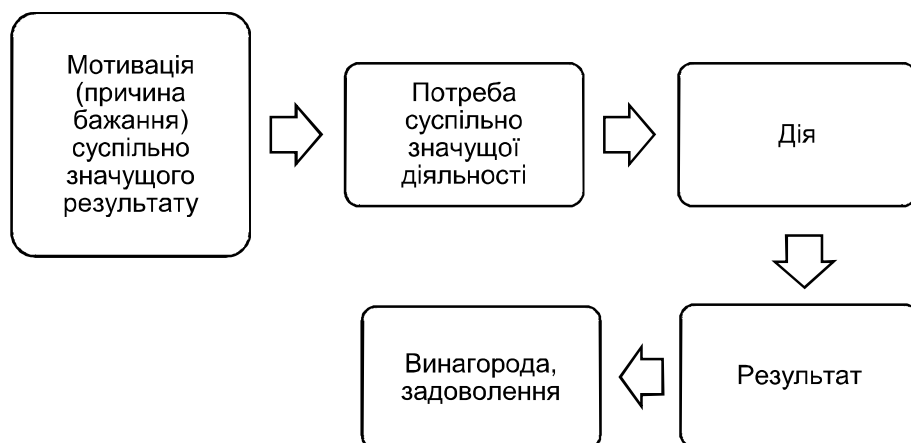 Мотивація
(причина
бажання)
суспільно
значущого
результату
Потреба
суспільно
значущої
діяльності
Дія
Результат
Винагорода,
задоволення